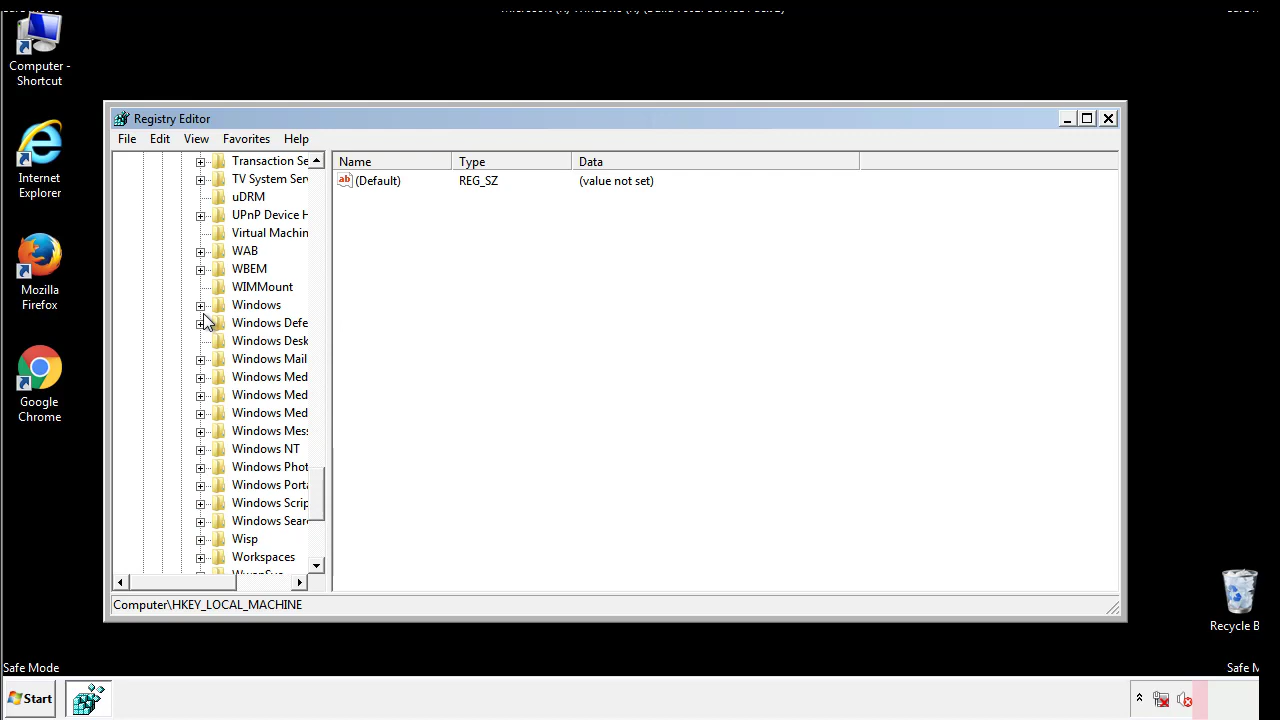 Computer -
Shortcut
Internet
Explorer
Mozilla
Firefox
Google
Chrome
Registry Editor
File Edit View Favorites Help
Transaction Se
TV System Serv
uDRM
UPnP Device H
Virtual Machin
WAB
WBEM
WIMMount
Windows
Windows Defe
Windows Desk
Windows Mail
Windows Med
Windows Med
Windows Med
Windows Mess
Windows NT
Windows Phot
Windows Porta
Windows Scrip
Windows Sear
Wisp
Workspaces
Name Type Data
(Default) REG_SZ (value not set)
Computer\HKEY_LOCAL_MACHINE
Recycle B
Safe Mode
Safe M
Start